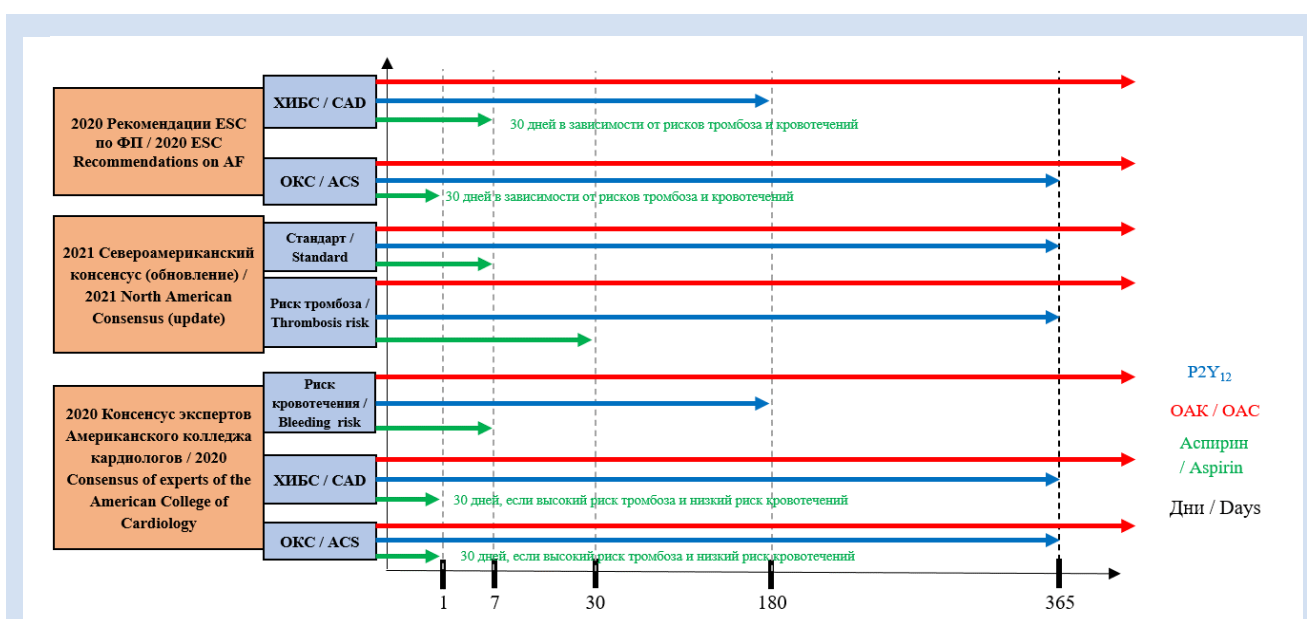 2020 Рекомендации ESC
по ФП / 2020 ESC
Recommendations on AF
ХИБС / CAD
30 дней в зависимости от рисков тромбоза и кровотечений
ОКС / ACS
30 дней в зависимости от рисков тромбоза и кровотечений
2021 Североамериканский
консенсус (обновление) /
2021 North American
Consensus (update)
Стандарт /
Standard
Риск тромбоза /
Thrombosis risk
2020 Консенсус экспертов
Американского колледжа
кардиологов / 2020
Consensus of experts of the
American College of
Cardiology
Риск
кровотечения /
Bleeding risk
ХИБС / CAD
30 дней, если высокий риск тромбоза и низкий риск кровотечений
ОКС / ACS
30 дней, если высокий риск тромбоза и низкий риск кровотечений
P2Y12
ОАК / OAC
Аспирин
/ Aspirin
Дни / Days
1 7 30 180 365